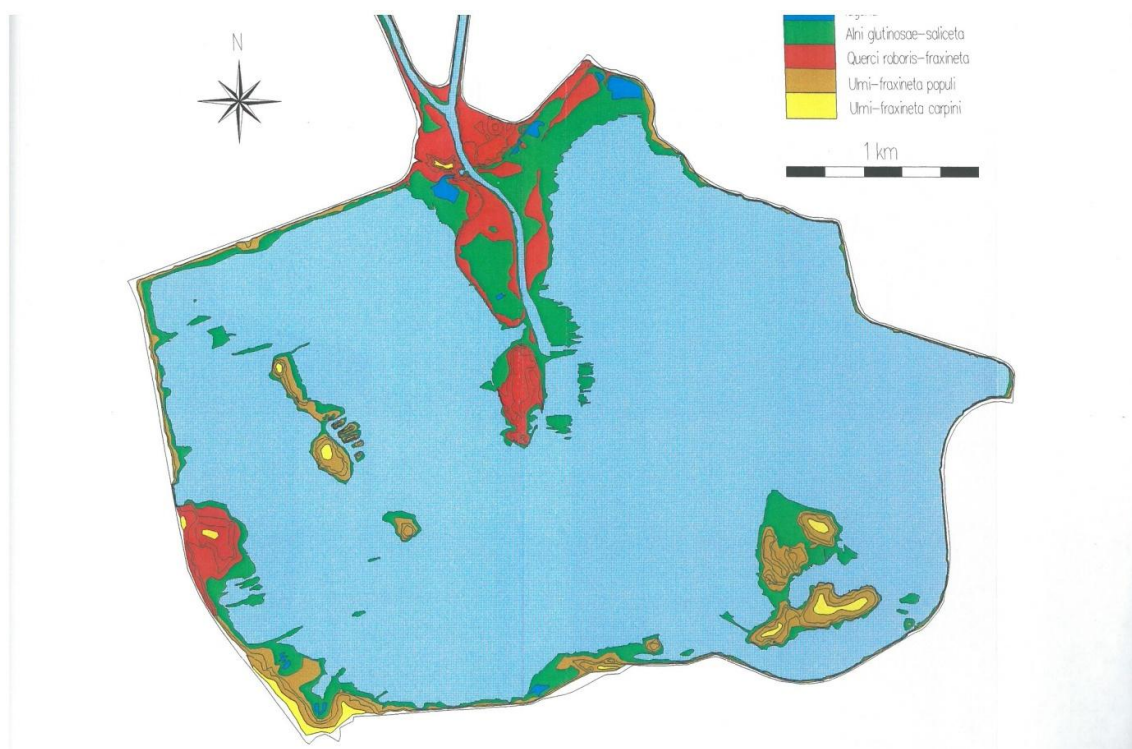 N
Alni glutinosae-saliceta
Querci roboris-fraxineta
Ulmi-fraxineta populi
Ulmi-fraxineta carpini
1 km